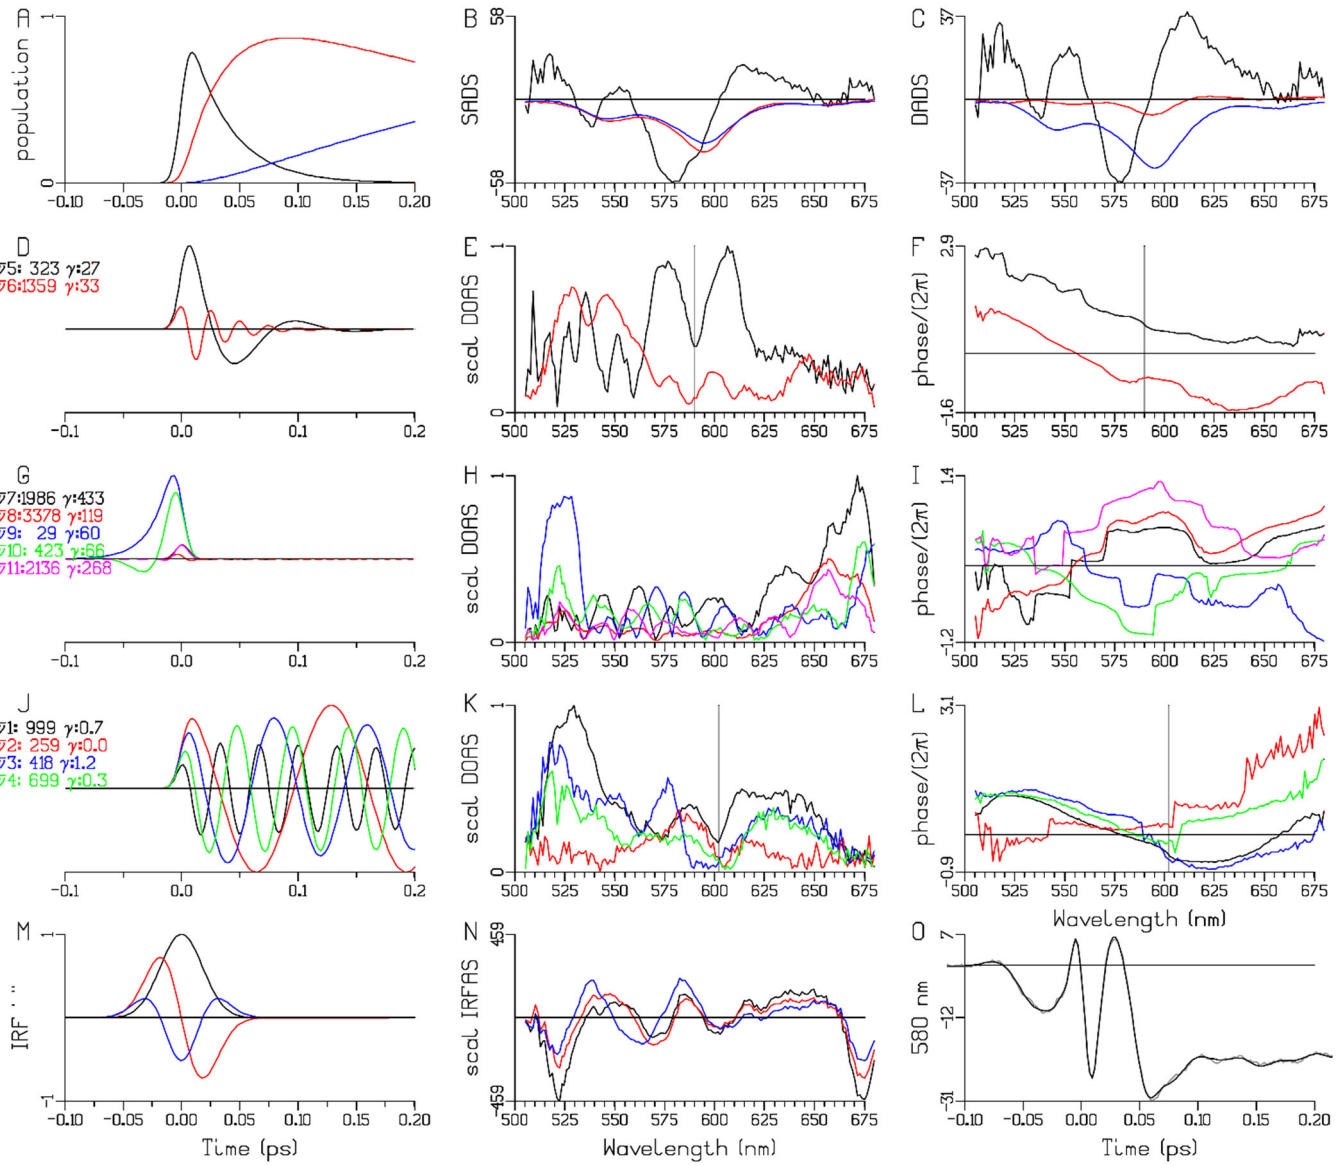 A
1
population
0
-0.10 -0.05 0.00 0.05 0.10 0.15 0.20
B
58
SADS
-58
500 525 550 575 600 625 650 675
C
37
DADS
-37
500 525 550 575 600 625 650 675
D
ν5: 323 γ:27
ν6:1359 γ:33
-0.1 0.0 0.1 0.2
E
1
scal DOAS
0
500 525 550 575 600 625 650 675
F
2.9
phase/(2π)
-1.6
500 525 550 575 600 625 650 675
G
ν7:1986 γ:433
ν8:3378 γ:119
ν9: 29 γ:60
ν10: 423 γ:66
ν11:2136 γ:268
-0.1 0.0 0.1 0.2
H
1
scal DOAS
0
500 525 550 575 600 625 650 675
I
1.4
phase/(2π)
-1.2
500 525 550 575 600 625 650 675
J
ν1: 999 γ:0.7
ν2: 259 γ:0.0
ν3: 418 γ:1.2
ν4: 699 γ:0.3
-0.1 0.0 0.1 0.2
K
1
scal DOAS
0
500 525 550 575 600 625 650 675
L
3.1
phase/(2π)
-0.9
500 525 550 575 600 625 650 675
Wavelength (nm)
M
1
IRF ' ''
-1
-0.10 -0.05 0.00 0.05 0.10 0.15 0.20
Time (ps)
N
459
scal IRFAS
-459
500 525 550 575 600 625 650 675
Wavelength (nm)
O
7
580 nm
-12
-31
-0.10 -0.05 0.00 0.05 0.10 0.15 0.20
Time (ps)